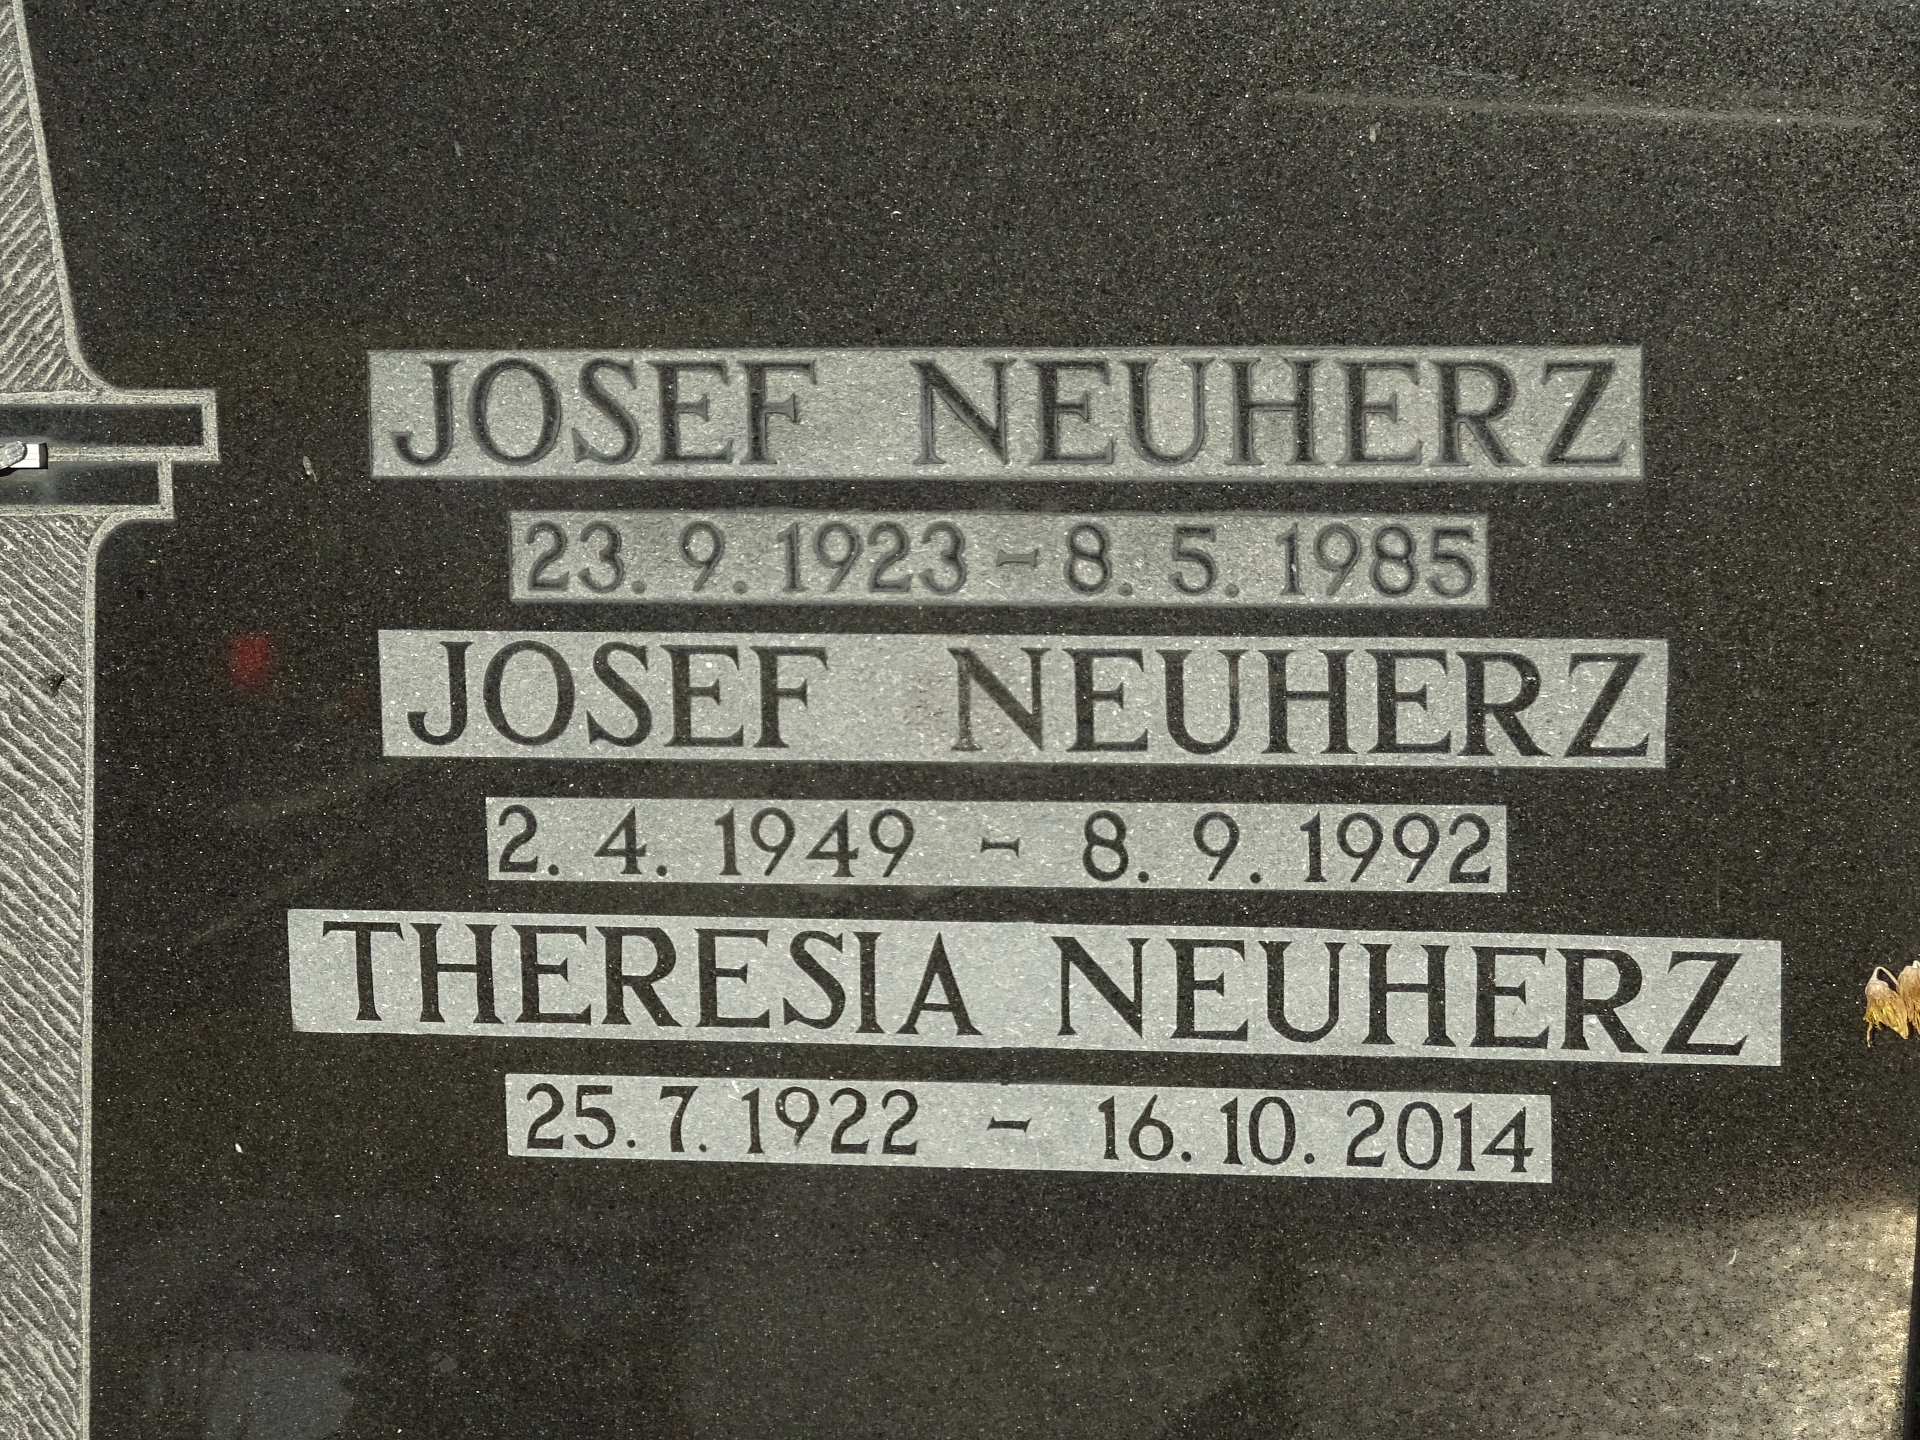 JOSEF NEUHERZ
23. 9. 1923 - 8. 5. 1985
JOSEF NEUHERZ
2. 4. 1949 - 8. 9. 1992
THERESIA NEUHERZ
25. 7. 1922 - 16. 10. 2014